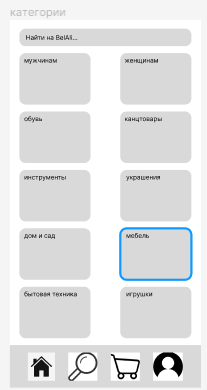 категории
Найти на BelAli...
мужчинам
женщинам
обувь
канцтовары
инструменты
украшения
дом и сад
мебель
бытовая техника
игрушки